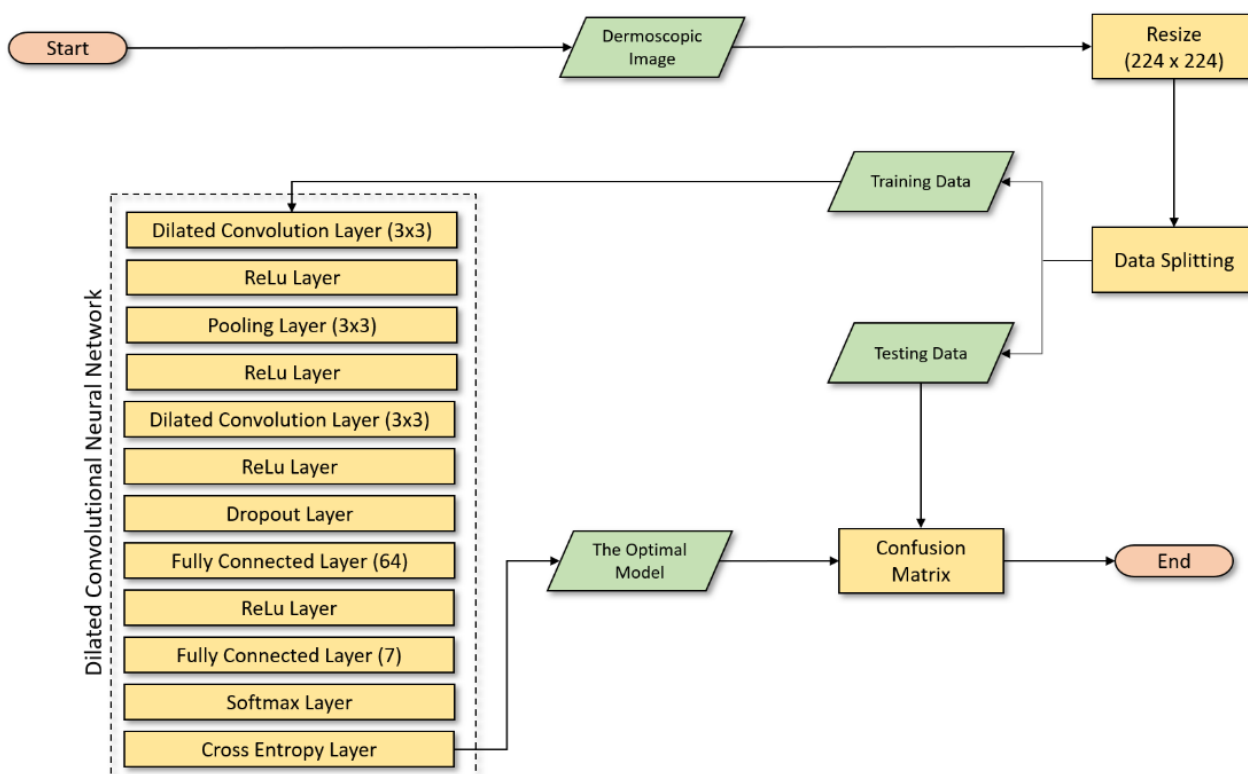 Start
Dermoscopic
Image
Resize
(224 x 224)
Training Data
Data Splitting
Testing Data
Dilated Convolutional Neural Network
Dilated Convolution Layer (3x3)
ReLu Layer
Pooling Layer (3x3)
ReLu Layer
Dilated Convolution Layer (3x3)
ReLu Layer
Dropout Layer
Fully Connected Layer (64)
ReLu Layer
Fully Connected Layer (7)
Softmax Layer
Cross Entropy Layer
The Optimal
Model
Confusion
Matrix
End